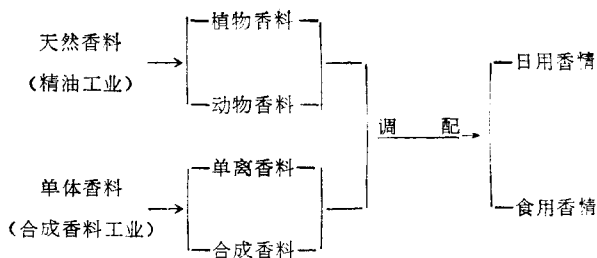 植物香料
天然香料
（精油工业）
动物香料
日用香情
调 配
单离香料
单体香料
（合成香料工业）
合成香料
食用香情